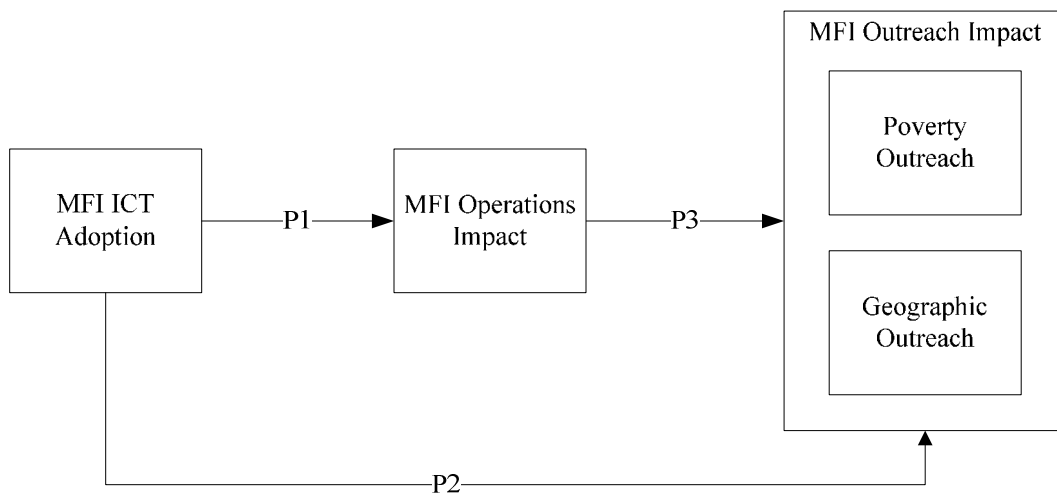 MFI Outreach Impact
Poverty
Outreach
MFI ICT
Adoption
P1
MFI Operations
Impact
P3
Geographic
Outreach
P2